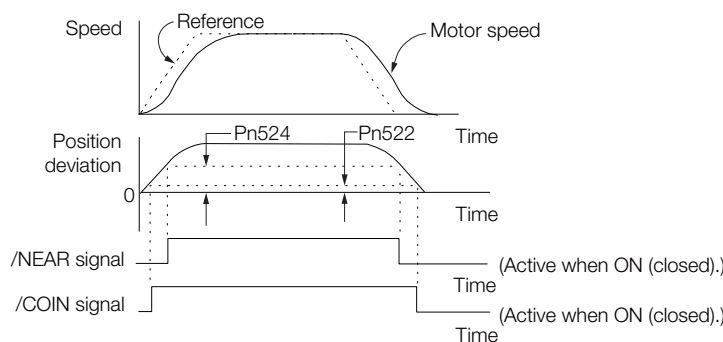 Speed
Reference
Motor speed
Time
Position
deviation
Pn524
Pn522
0
Time
/NEAR signal
(Active when ON (closed).)
Time
/COIN signal
(Active when ON (closed).)
Time